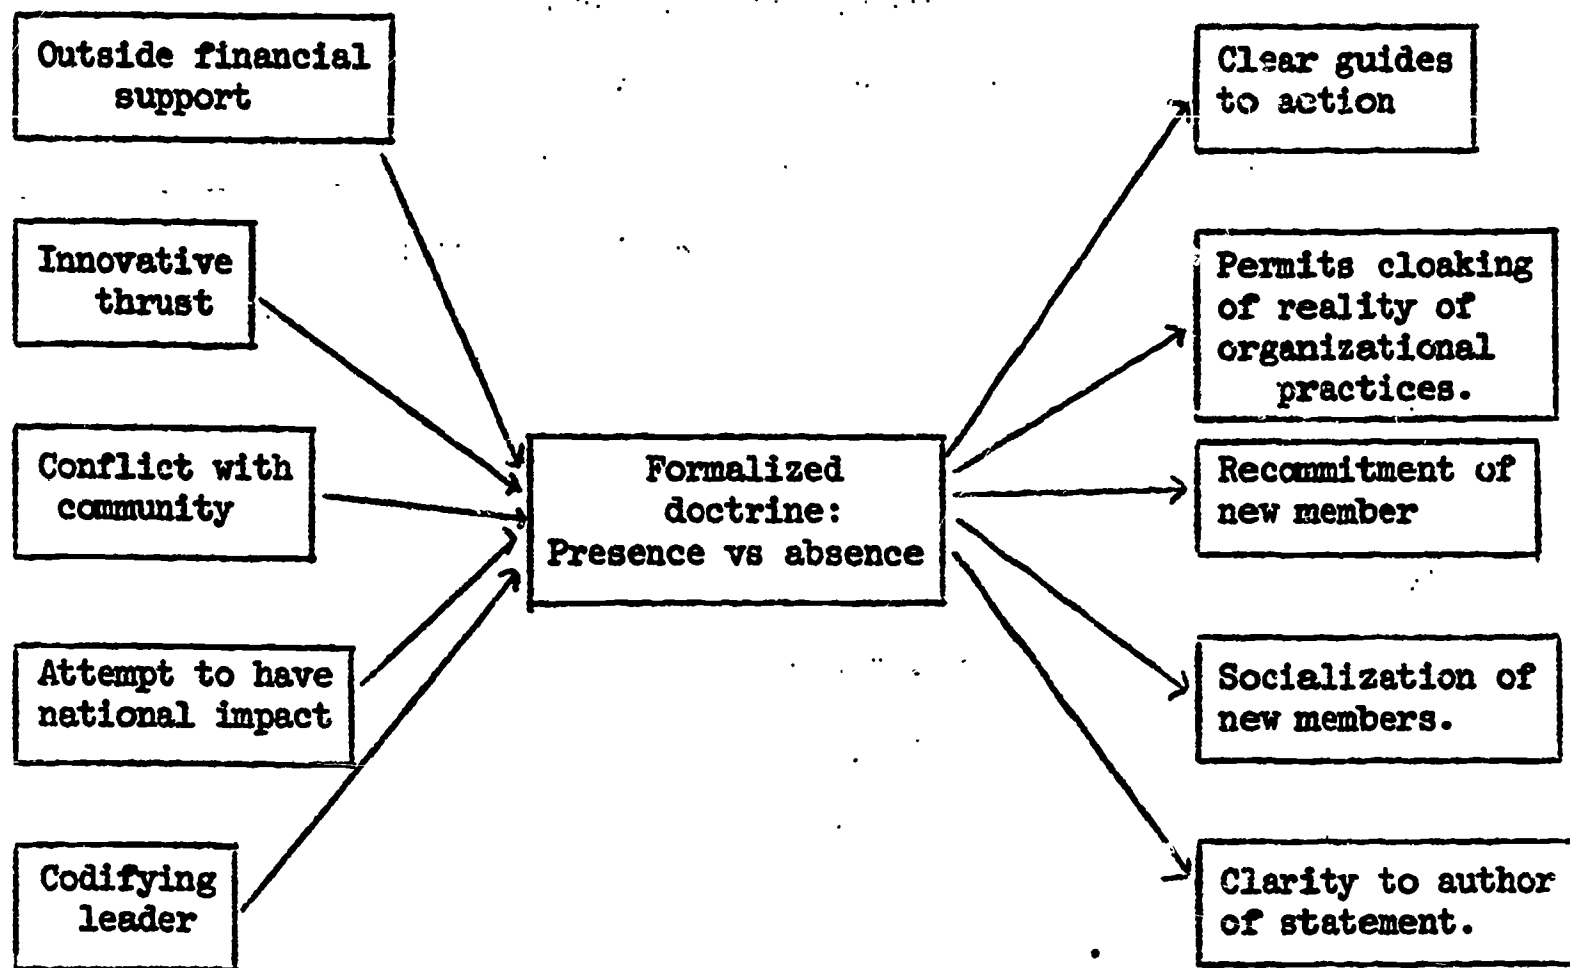 Outside financial
support
Innovative
thrust
Conflict with
community
Attempt to have
national impact
Codifying
leader
Formalized
doctrine:
Presence vs absence
Clear guides
to action
Permits cloaking
of reality of
organizational
practices.
Recommitment of
new member
Socialization of
new members.
Clarity to author
of statement.